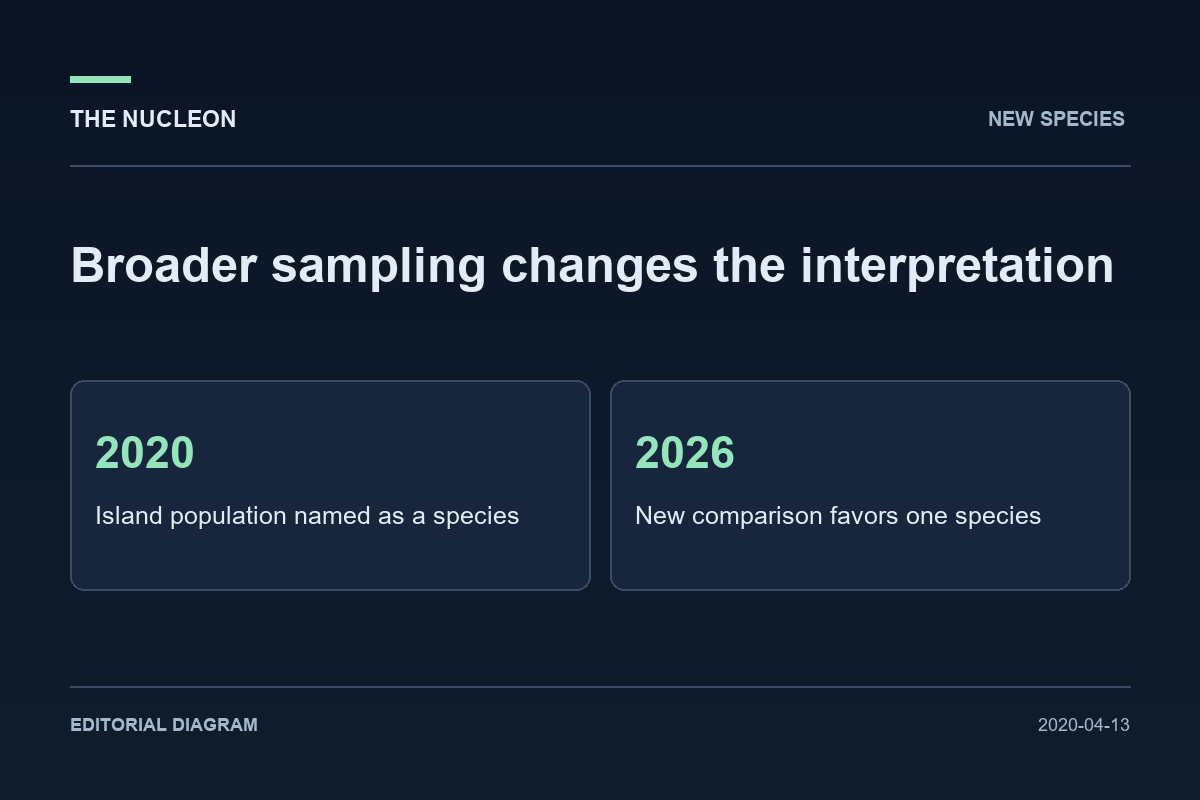 THE NUCLEON
NEW SPECIES
Broader sampling changes the interpretation
2020
Island population named as a species
2026
New comparison favors one species
EDITORIAL DIAGRAM
2020-04-13